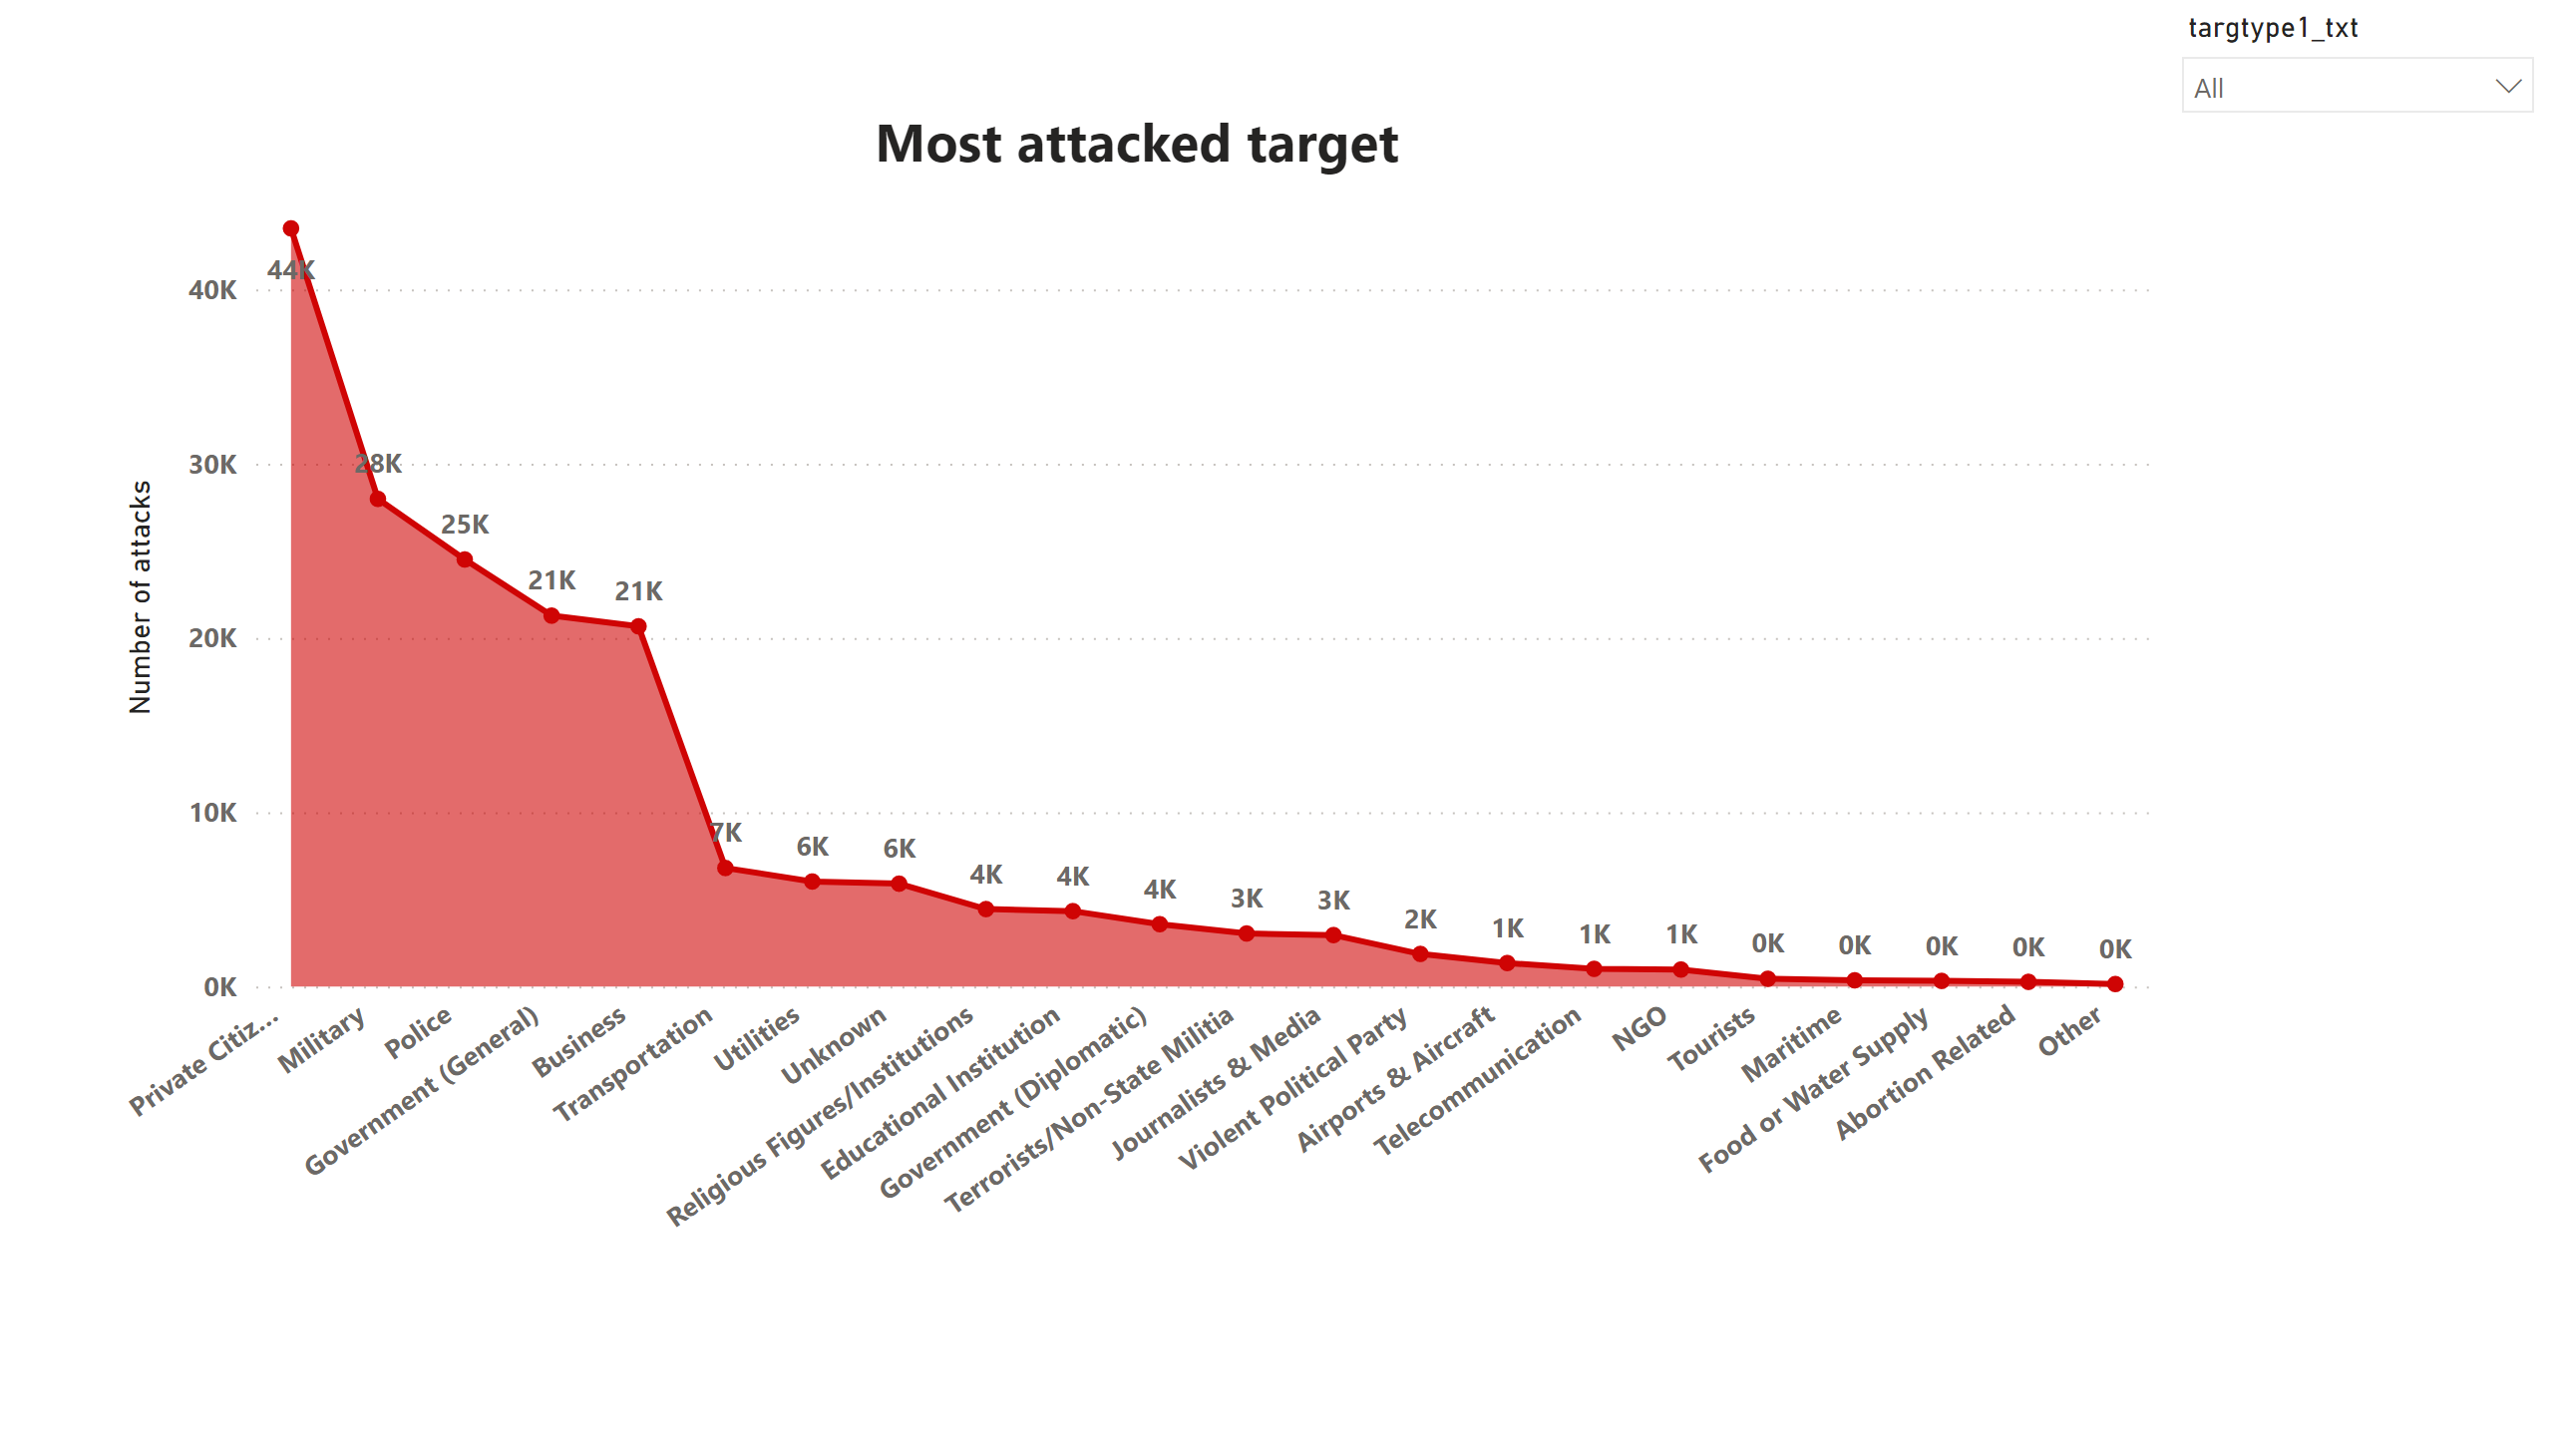 targtype1_txt
All
Most attacked target
Number of attacks
40K
30K
20K
10K
0K
44K
28K
25K
21K
21K
7K
6K
6K
4K
4K
4K
3K
3K
2K
1K
1K
1K
0K
0K
0K
0K
0K
Private Citiz...
Military
Police
Government (General)
Business
Transportation
Utilities
Unknown
Religious Figures/Institutions
Educational Institution
Government (Diplomatic)
Terrorists/Non-State Militia
Journalists & Media
Violent Political Party
Airports & Aircraft
Telecommunication
NGO
Tourists
Maritime
Food or Water Supply
Abortion Related
Other